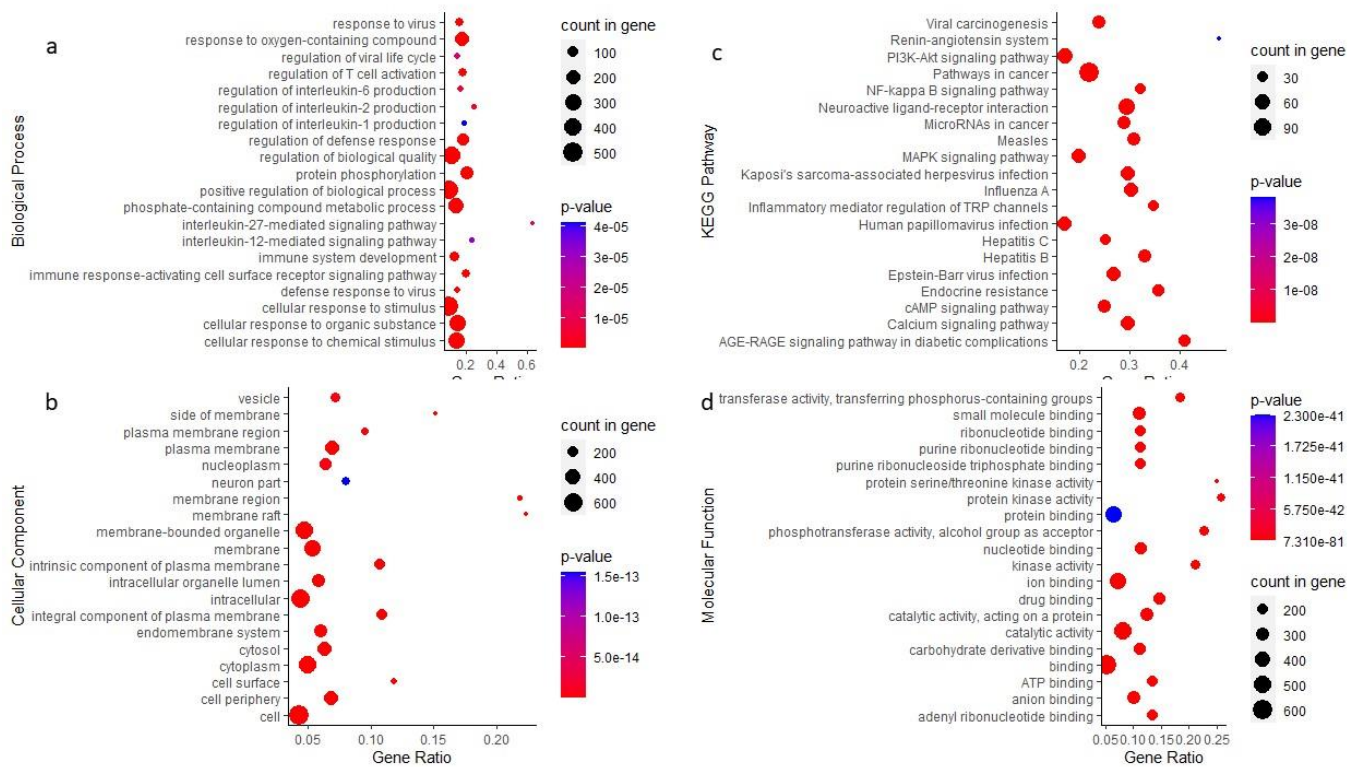 a
Biological Process
response to virus
response to oxygen-containing compound
regulation of viral life cycle
regulation of T cell activation
regulation of interleukin-6 production
regulation of interleukin-2 production
regulation of interleukin-1 production
regulation of defense response
regulation of biological quality
protein phosphorylation
positive regulation of biological process
phosphate-containing compound metabolic process
interleukin-27-mediated signaling pathway
interleukin-12-mediated signaling pathway
immune system development
immune response-activating cell surface receptor signaling pathway
defense response to virus
cellular response to stimulus
cellular response to organic substance
cellular response to chemical stimulus
0.2 0.4 0.6
Gene Ratio
count in gene
100
200
300
400
500
p-value
4e-05
3e-05
2e-05
1e-05
c
KEGG Pathway
Viral carcinogenesis
Renin-angiotensin system
PI3K-Akt signaling pathway
Pathways in cancer
NF-kappa B signaling pathway
Neuroactive ligand-receptor interaction
MicroRNAs in cancer
Measles
MAPK signaling pathway
Kaposi's sarcoma-associated herpesvirus infection
Influenza A
Inflammatory mediator regulation of TRP channels
Human papillomavirus infection
Hepatitis C
Hepatitis B
Epstein-Barr virus infection
Endocrine resistance
cAMP signaling pathway
Calcium signaling pathway
AGE-RAGE signaling pathway in diabetic complications
0.2 0.3 0.4
Gene Ratio
count in gene
30
60
90
p-value
3e-08
2e-08
1e-08
b
Cellular Component
vesicle
side of membrane
plasma membrane region
plasma membrane
nucleoplasm
neuron part
membrane region
membrane raft
membrane-bounded organelle
membrane
intrinsic component of plasma membrane
intracellular organelle lumen
intracellular
integral component of plasma membrane
endomembrane system
cytosol
cytoplasm
cell surface
cell periphery
cell
0.05 0.10 0.15 0.20
Gene Ratio
count in gene
200
400
600
p-value
1.5e-13
1.0e-13
5.0e-14
d
Molecular Function
transferase activity, transferring phosphorus-containing groups
small molecule binding
ribonucleotide binding
purine ribonucleotide binding
purine ribonucleoside triphosphate binding
protein serine/threonine kinase activity
protein kinase activity
protein binding
phosphotransferase activity, alcohol group as acceptor
nucleotide binding
kinase activity
ion binding
drug binding
catalytic activity, acting on a protein
catalytic activity
carbohydrate derivative binding
binding
ATP binding
anion binding
adenyl ribonucleotide binding
0.05 0.10 0.15 0.20 0.25
Gene Ratio
p-value
2.300e-41
1.725e-41
1.150e-41
5.750e-42
7.310e-81
count in gene
200
300
400
500
600